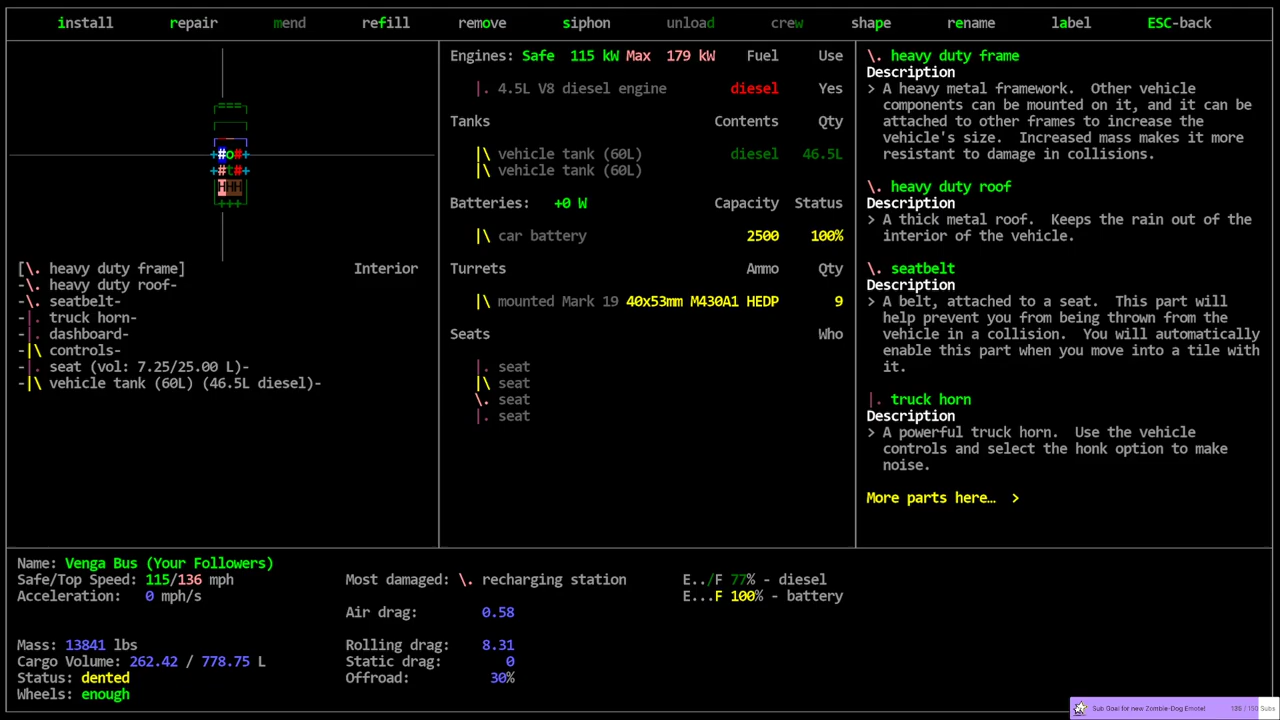 install repair mend refill remove siphon unload crew shape rename label ESC-back
[\. heavy duty frame] Interior
-\. heavy duty roof-
-\. seatbelt-
-|. truck horn-
-|. dashboard-
-|\ controls-
-|. seat (vol: 7.25/25.00 L)-
-|\ vehicle tank (60L) (46.5L diesel)-
Engines: Safe 115 kW Max 179 kW Fuel Use
|. 4.5L V8 diesel engine diesel Yes
Tanks Contents Qty
|\ vehicle tank (60L) diesel 46.5L
|\ vehicle tank (60L)
Batteries: +0 W Capacity Status
|\ car battery 2500 100%
Turrets Ammo Qty
|\ mounted Mark 19 40x53mm M430A1 HEDP 9
Seats Who
|. seat
|\ seat
\. seat
|. seat
\. heavy duty frame
Description
> A heavy metal framework. Other vehicle
components can be mounted on it, and it can be
attached to other frames to increase the
vehicle's size. Increased mass makes it more
resistant to damage in collisions.
\. heavy duty roof
Description
> A thick metal roof. Keeps the rain out of the
interior of the vehicle.
\. seatbelt
Description
> A belt, attached to a seat. This part will
help prevent you from being thrown from the
vehicle in a collision. You will automatically
enable this part when you move into a tile with
it.
|. truck horn
Description
> A powerful truck horn. Use the vehicle
controls and select the honk option to make
noise.
More parts here… >
Name: Venga Bus (Your Followers)
Safe/Top Speed: 115/136 mph
Acceleration: 0 mph/s
Mass: 13841 lbs
Cargo Volume: 262.42 / 778.75 L
Status: dented
Wheels: enough
Most damaged: \. recharging station
Air drag: 0.58
Rolling drag: 8.31
Static drag: 0
Offroad: 30%
E../F 77% - diesel
E...F 100% - battery
Sub Goal for new Zombie-Dog Emote! / 150 Subs